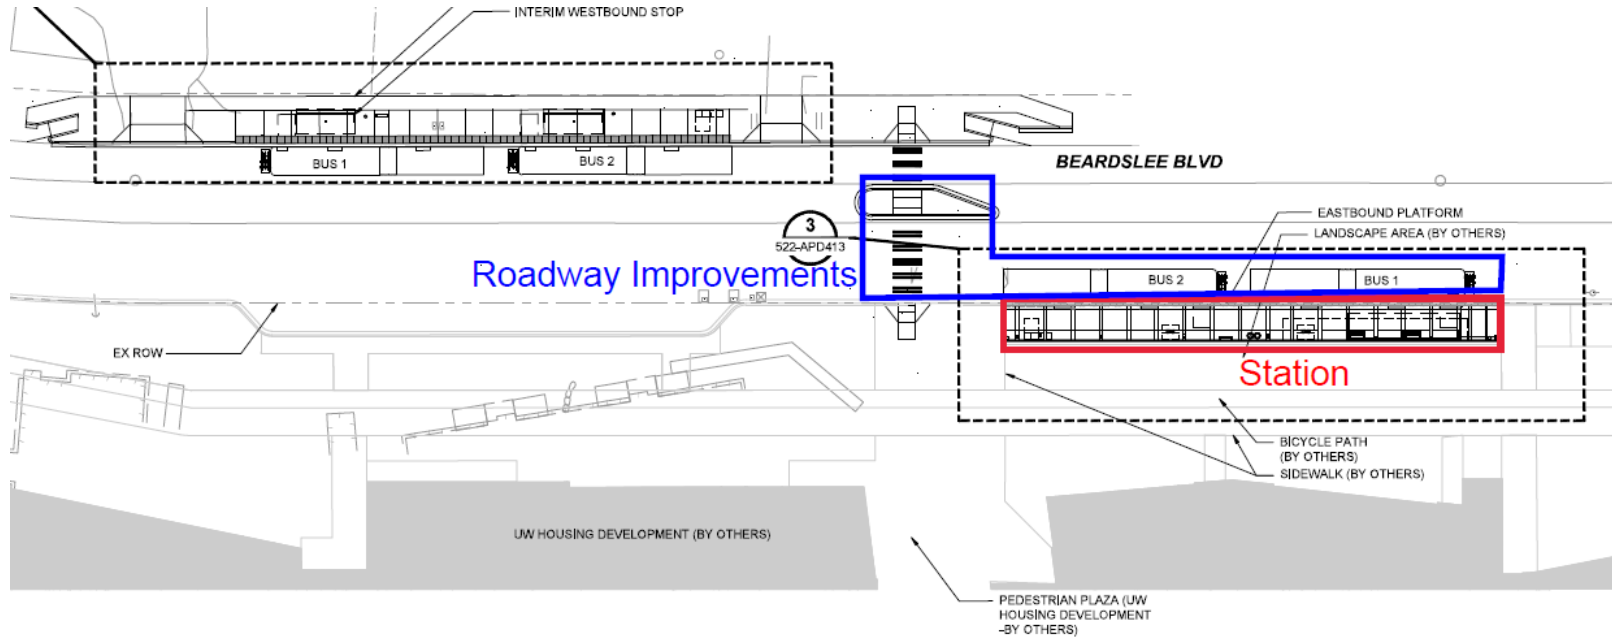 INTERIM WESTBOUND STOP
BUS 1
BUS 2
BEARDSLEE BLVD
3
522-APD413
EASTBOUND PLATFORM
LANDSCAPE AREA (BY OTHERS)
Roadway Improvements
BUS 2
BUS 1
EX ROW
Station
BICYCLE PATH
(BY OTHERS)
SIDEWALK (BY OTHERS)
UW HOUSING DEVELOPMENT (BY OTHERS)
PEDESTRIAN PLAZA (UW
HOUSING DEVELOPMENT
-BY OTHERS)